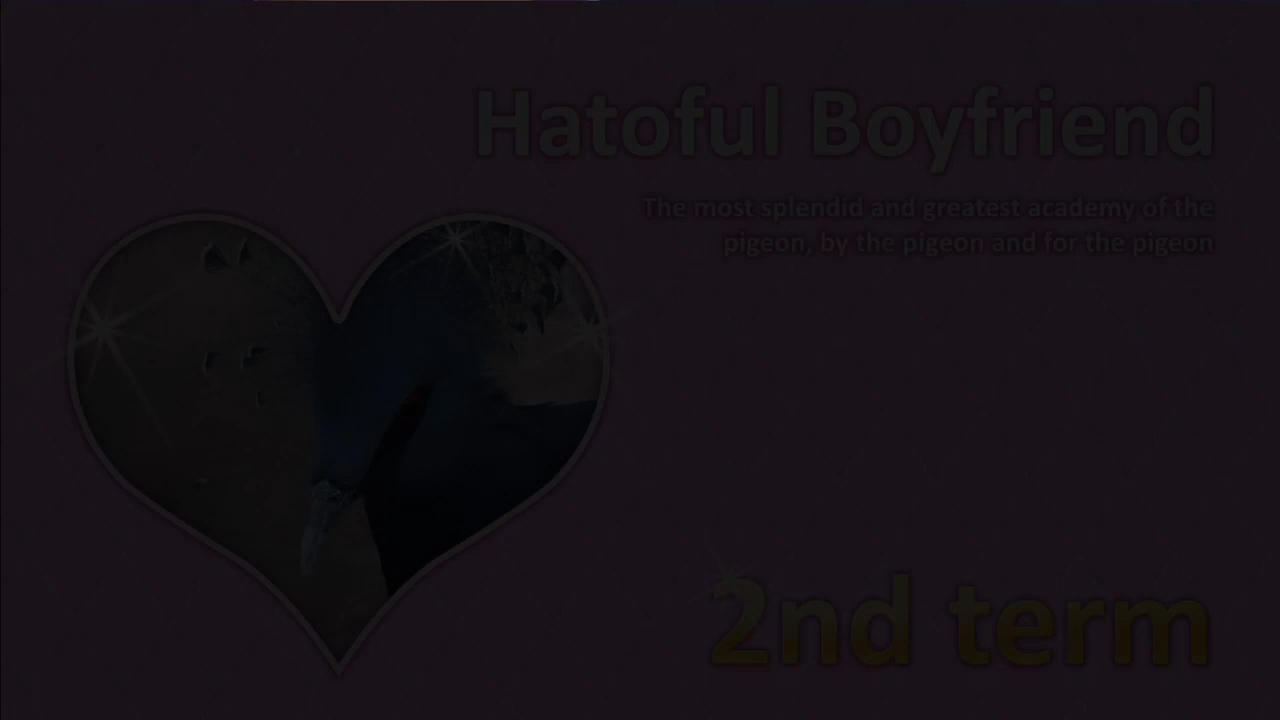 Hatoful Boyfriend
The most splendid and greatest academy of the
pigeon, by the pigeon and for the pigeon
2nd term